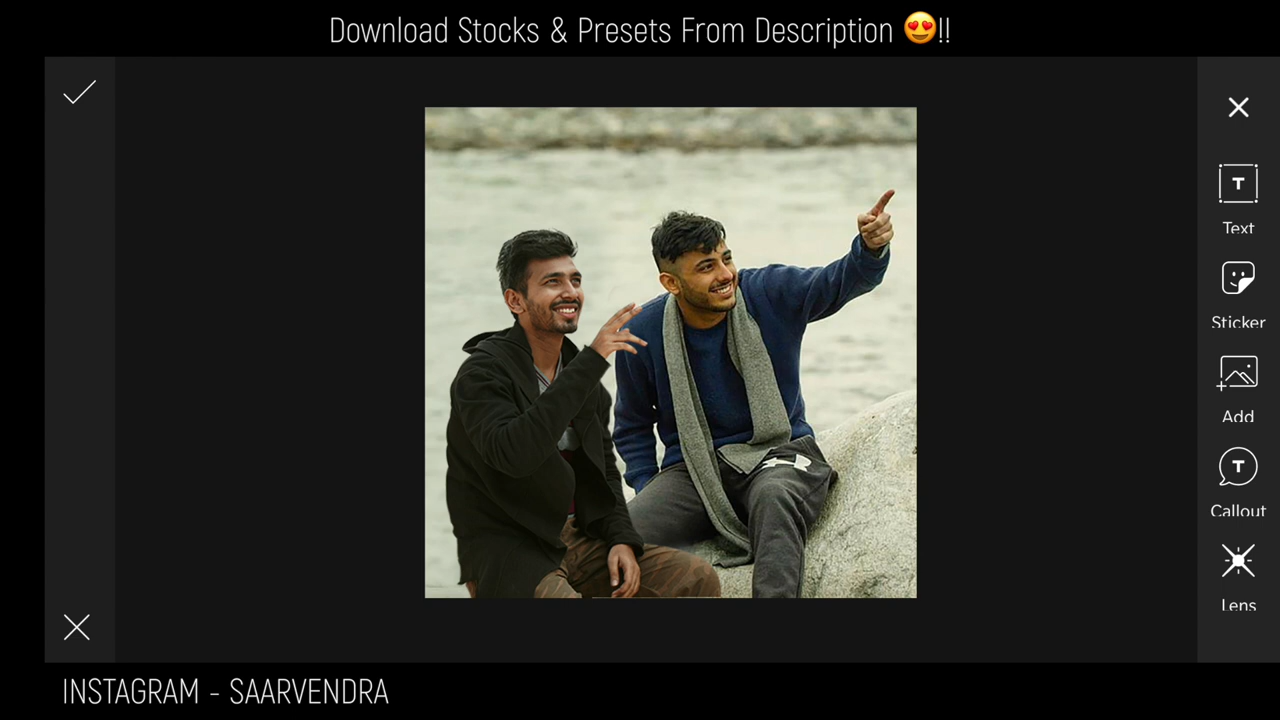 Download Stocks & Presets From Description 😍!!
T
Text
Sticker
Add
T
Callout
Lens
INSTAGRAM - SAARVENDRA